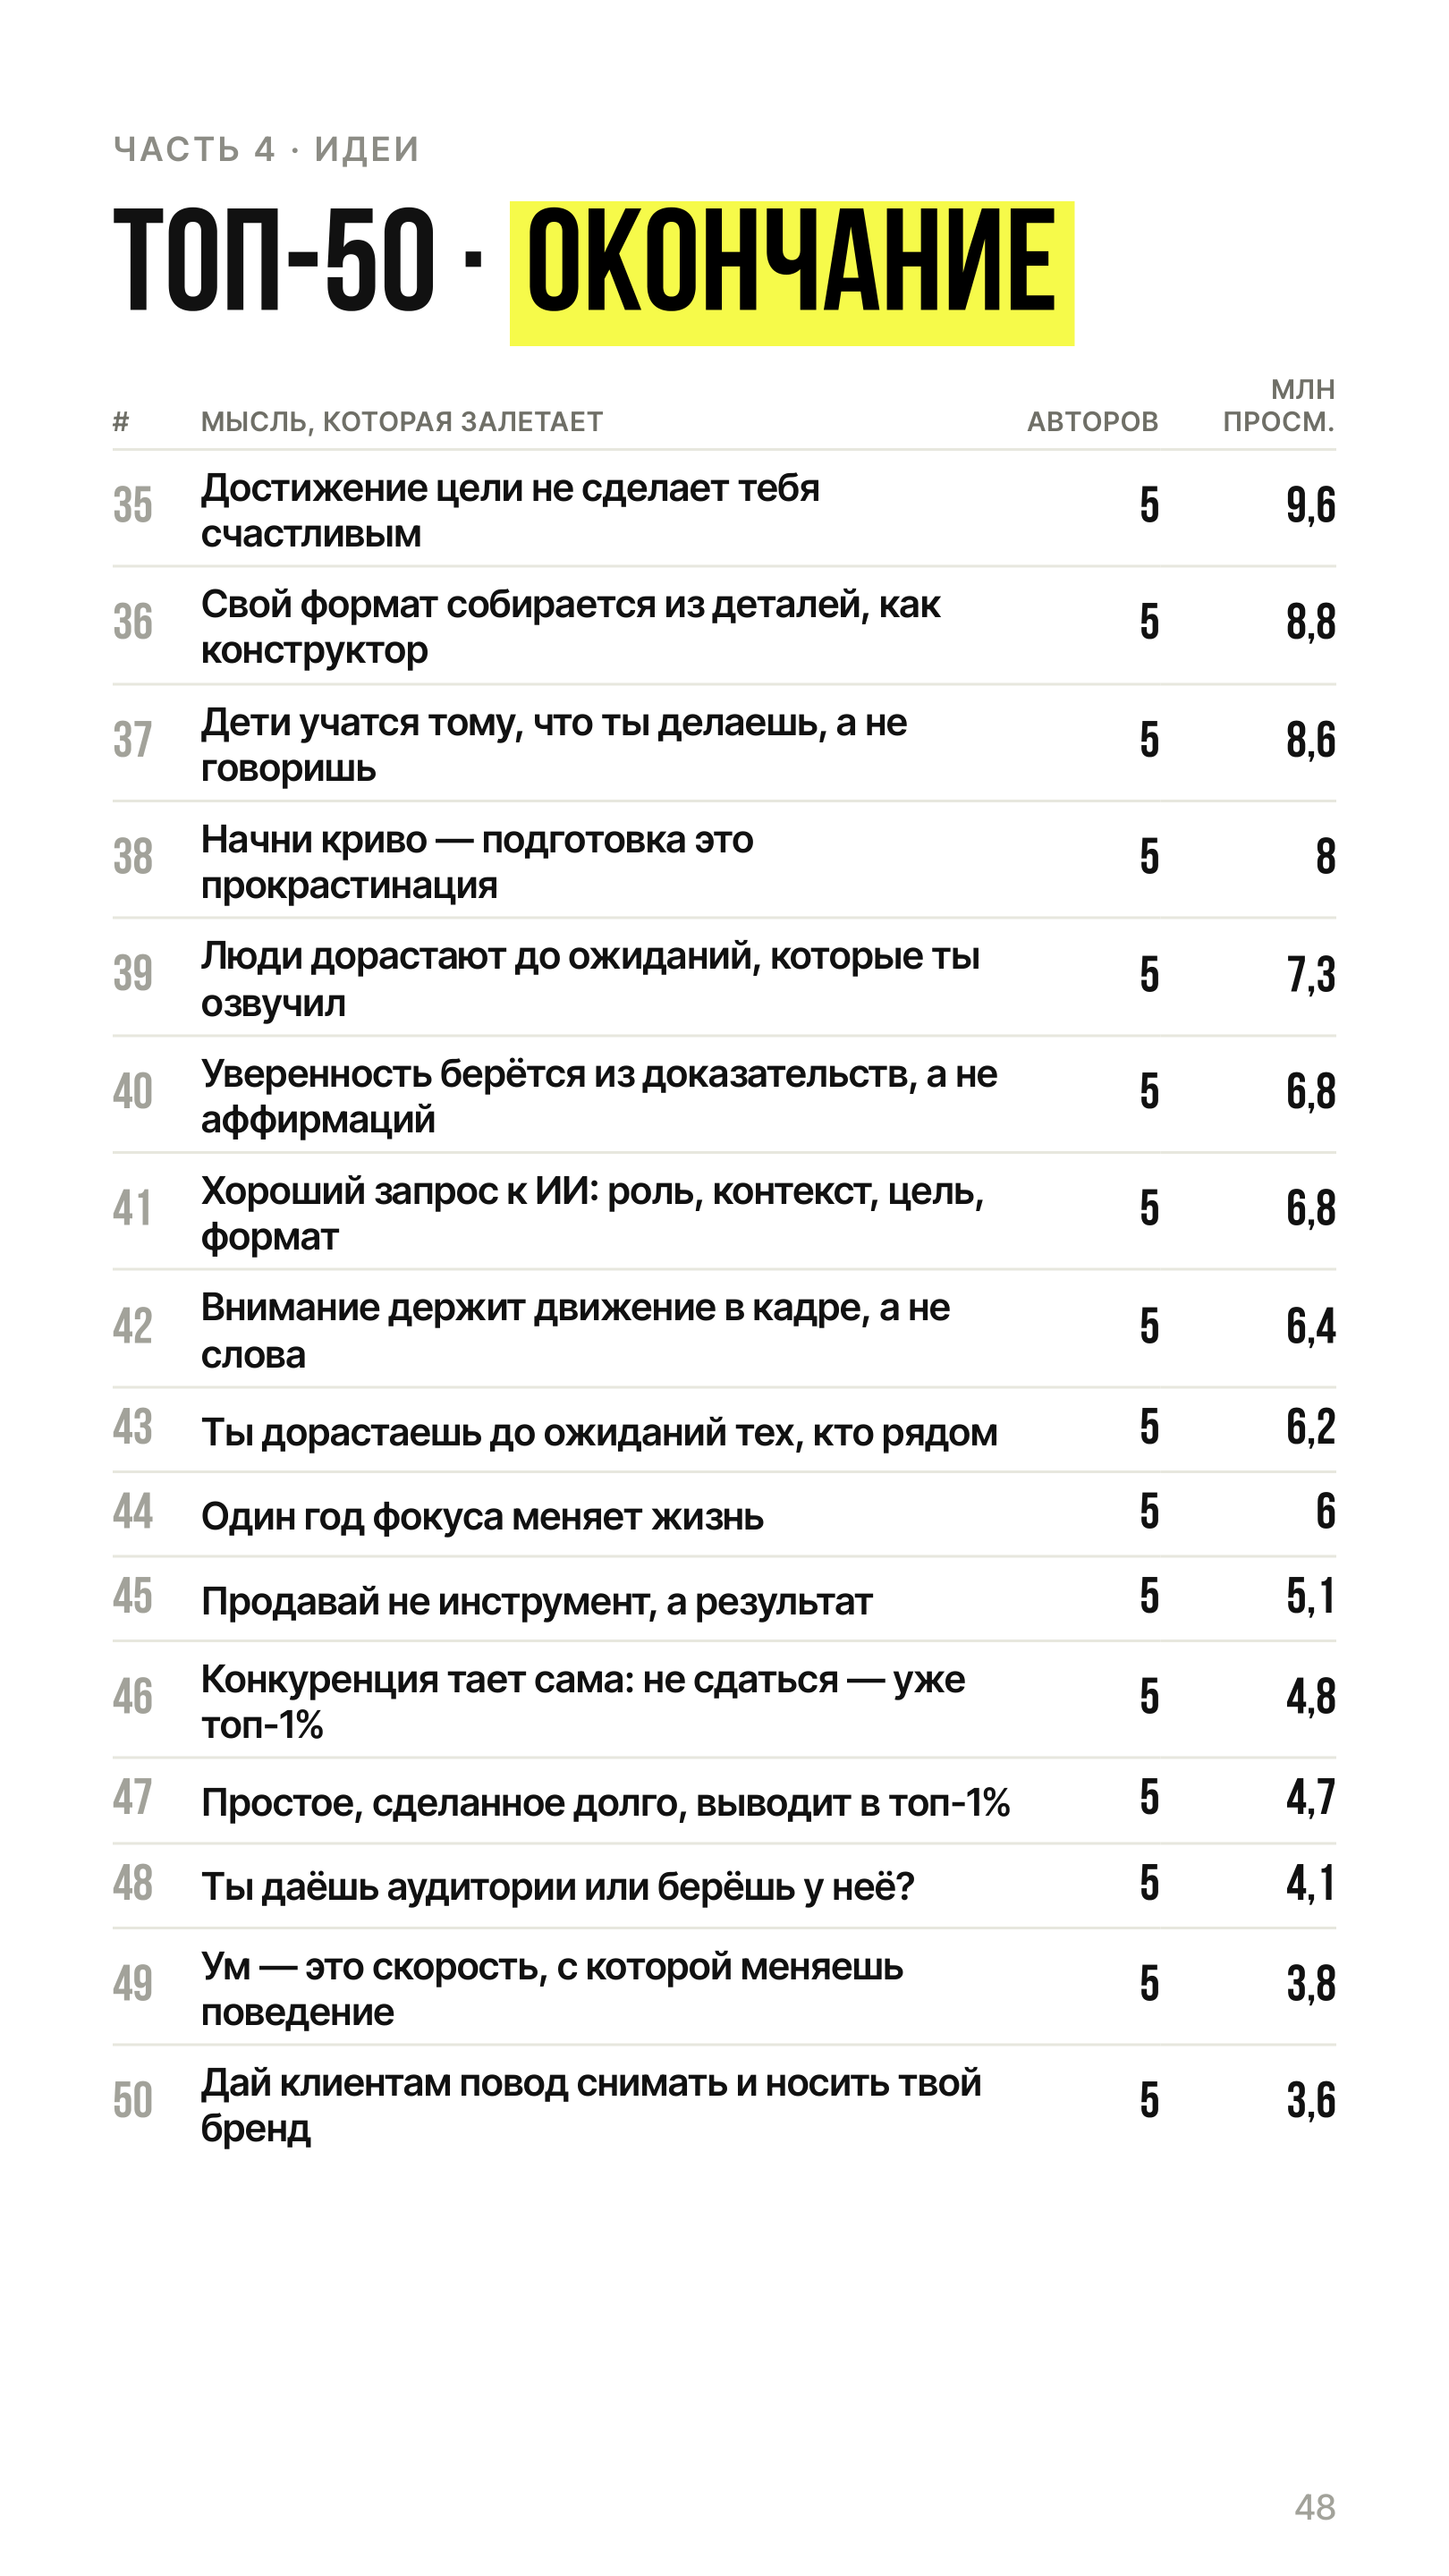 ЧАСТЬ 4 · ИДЕИ
ТОП-50 · ОКОНЧАНИЕ
# МЫСЛЬ, КОТОРАЯ ЗАЛЕТАЕТ АВТОРОВ МЛН ПРОСМ.
35 Достижение цели не сделает тебя
счастливым 5 9,6
36 Свой формат собирается из деталей, как
конструктор 5 8,8
37 Дети учатся тому, что ты делаешь, а не
говоришь 5 8,6
38 Начни криво — подготовка это
прокрастинация 5 8
39 Люди дорастают до ожиданий, которые ты
озвучил 5 7,3
40 Уверенность берётся из доказательств, а не
аффирмаций 5 6,8
41 Хороший запрос к ИИ: роль, контекст, цель,
формат 5 6,8
42 Внимание держит движение в кадре, а не
слова 5 6,4
43 Ты дорастаешь до ожиданий тех, кто рядом 5 6,2
44 Один год фокуса меняет жизнь 5 6
45 Продавай не инструмент, а результат 5 5,1
46 Конкуренция тает сама: не сдаться — уже
топ-1% 5 4,8
47 Простое, сделанное долго, выводит в топ-1% 5 4,7
48 Ты даёшь аудитории или берёшь у неё? 5 4,1
49 Ум — это скорость, с которой меняешь
поведение 5 3,8
50 Дай клиентам повод снимать и носить твой
бренд 5 3,6
48